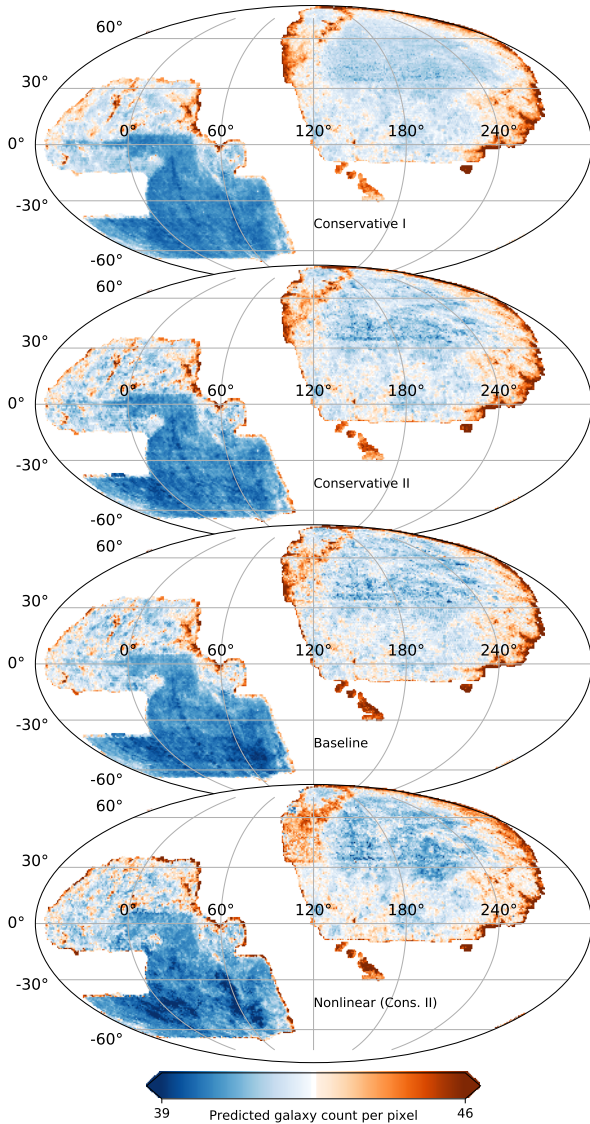 60°
30°
0° 0° 60° 120° 180° 240°
-30°
Conservative I
-60°
60°
30°
0° 0° 60° 120° 180° 240°
-30°
Conservative II
-60°
60°
30°
0° 0° 60° 120° 180° 240°
-30°
Baseline
-60°
60°
30°
0° 0° 60° 120° 180° 240°
-30°
Nonlinear (Cons. II)
-60°
39 Predicted galaxy count per pixel 46